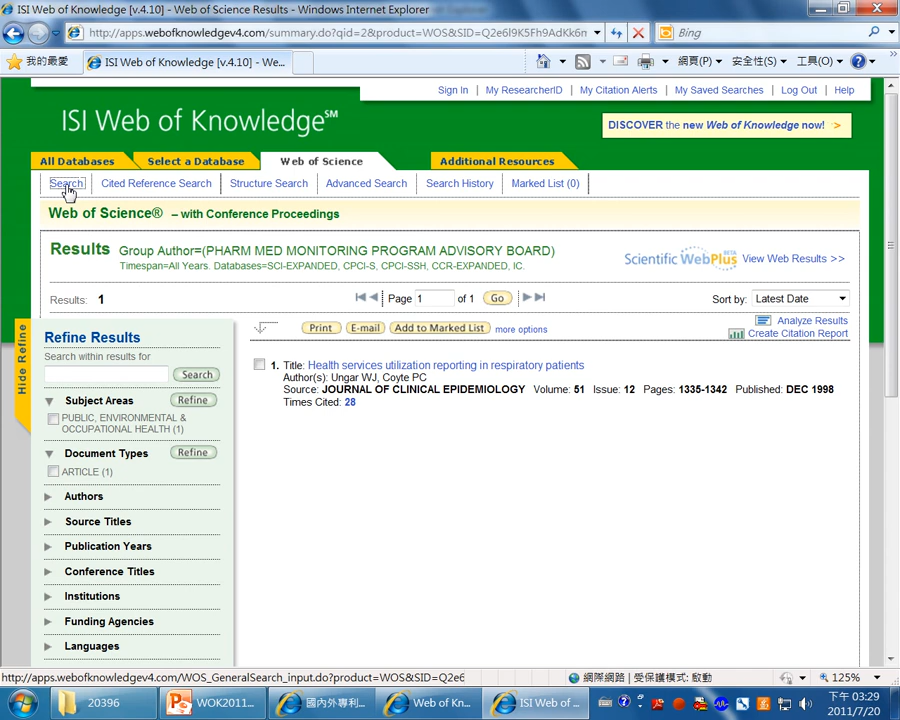 ISI Web of Knowledge [v.4.10] - Web of Science Results - Windows Internet Explorer
http://apps.webofknowledgev4.com/summary.do?qid=2&product=WOS&SID=Q2e6I9K5Fh9AdKk6m
Bing
我的最愛
ISI Web of Knowledge [v.4.10] - We...
網頁(P)
安全性(S)
工具(O)
Sign In | My ResearcherID | My Citation Alerts | My Saved Searches | Log Out | Help
ISI Web of Knowledge℠
DISCOVER the new Web of Knowledge now! >
All Databases
Select a Database
Web of Science
Additional Resources
Search
Cited Reference Search
Structure Search
Advanced Search
Search History
Marked List (0)
Web of Science® – with Conference Proceedings
Results Group Author=(PHARM MED MONITORING PROGRAM ADVISORY BOARD)
Timespan=All Years. Databases=SCI-EXPANDED, CPCI-S, CPCI-SSH, CCR-EXPANDED, IC.
Scientific WebPlus BETA View Web Results >>
Results: 1
Page 1 of 1 Go
Sort by: Latest Date
Hide Refine
Refine Results
Search within results for
Search
Subject Areas Refine
PUBLIC, ENVIRONMENTAL &
OCCUPATIONAL HEALTH (1)
Document Types Refine
ARTICLE (1)
Authors
Source Titles
Publication Years
Conference Titles
Institutions
Funding Agencies
Languages
Print E-mail Add to Marked List more options
Analyze Results
Create Citation Report
1. Title: Health services utilization reporting in respiratory patients
Author(s): Ungar WJ, Coyte PC
Source: JOURNAL OF CLINICAL EPIDEMIOLOGY Volume: 51 Issue: 12 Pages: 1335-1342 Published: DEC 1998
Times Cited: 28
http://apps.webofknowledgev4.com/WOS_GeneralSearch_input.do?product=WOS&SID=Q2e6
網際網路 | 受保護模式: 啟動
125%
20396
WOK2011...
國內外專利...
Web of Kn...
ISI Web of ...
下午 03:29
2011/7/20